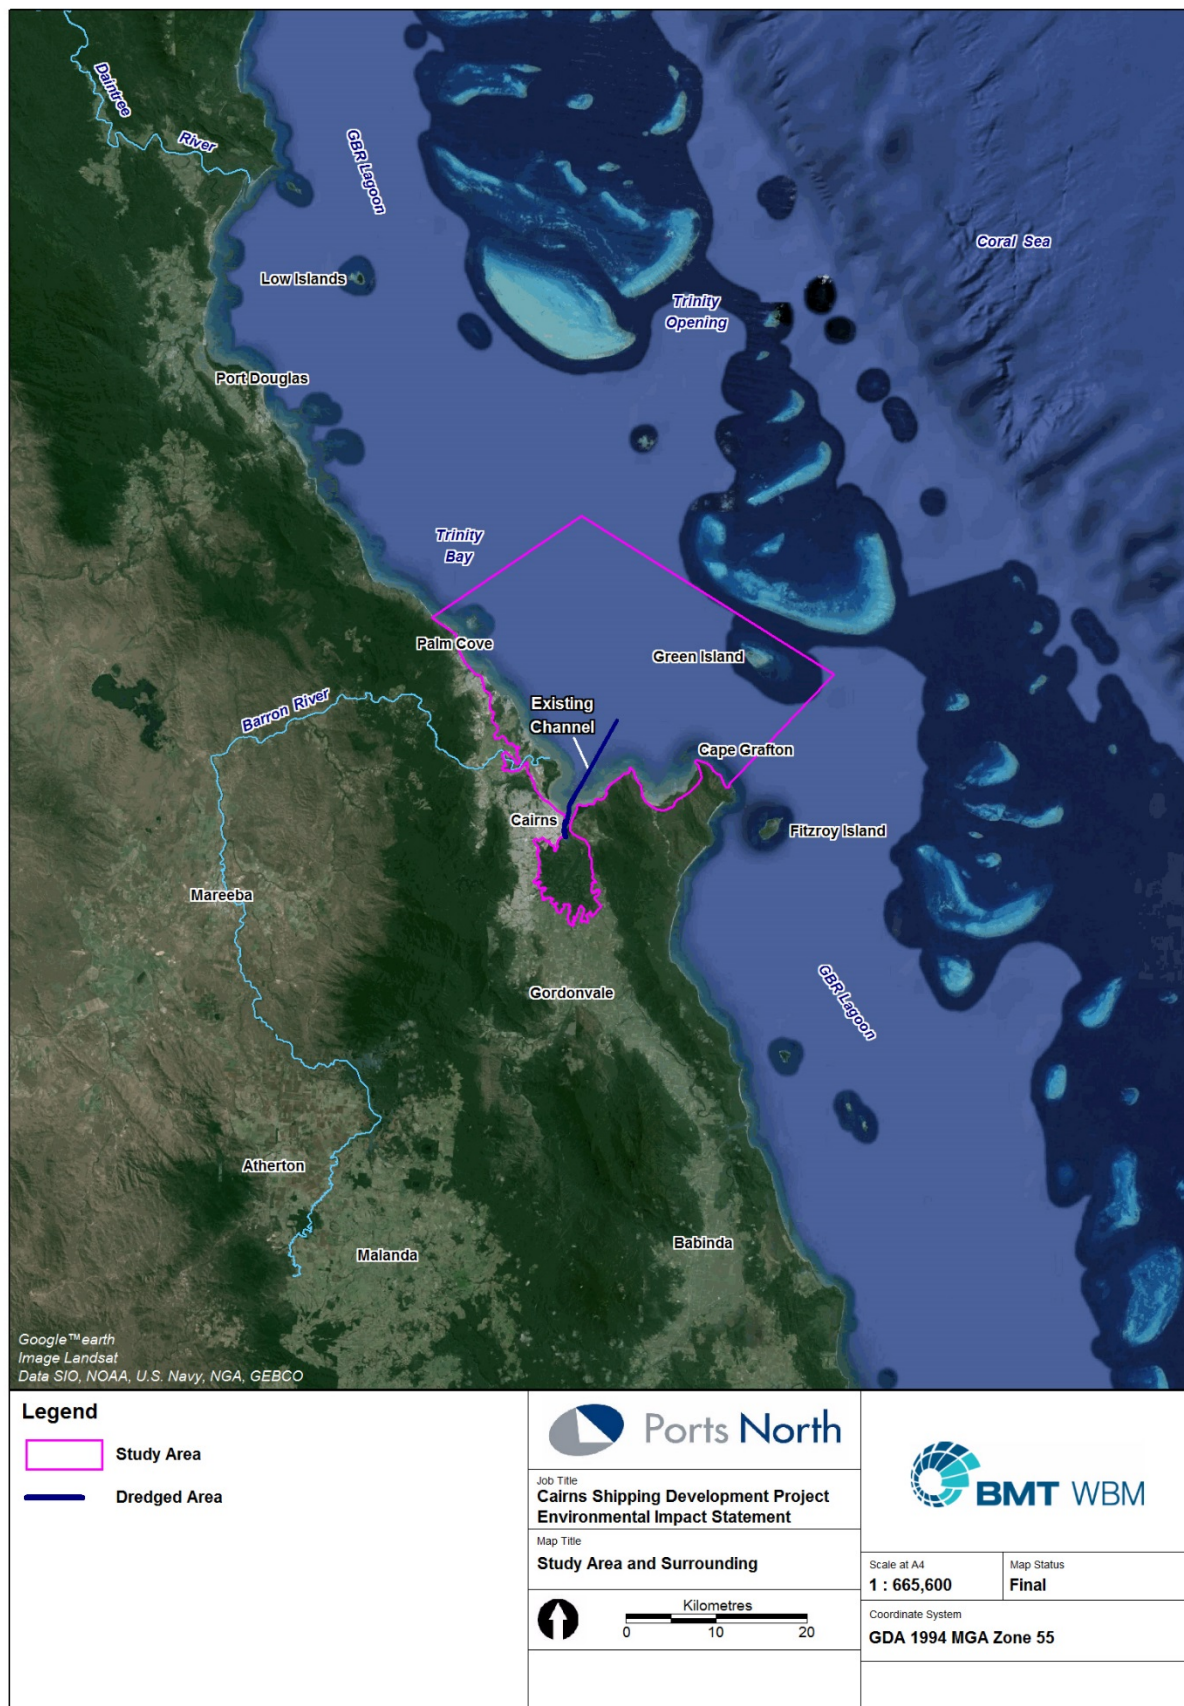 Daintree
River
GBR Lagoon
Coral Sea
Low Islands
Trinity
Opening
Port Douglas
Trinity
Bay
Palm Cove
Green Island
Barron River
Existing
Channel
Cape Grafton
Cairns
Fitzroy Island
Mareeba
Gordonvale
GBR Lagoon
Atherton
Malanda
Babinda
Google™earth
Image Landsat
Data SIO, NOAA, U.S. Navy, NGA, GEBCO
Legend
Study Area
Dredged Area
Ports North
Job Title
Cairns Shipping Development Project
Environmental Impact Statement
Map Title
Study Area and Surrounding
Kilometres
0 10 20
BMT WBM
Scale at A4
1 : 665,600
Map Status
Final
Coordinate System
GDA 1994 MGA Zone 55